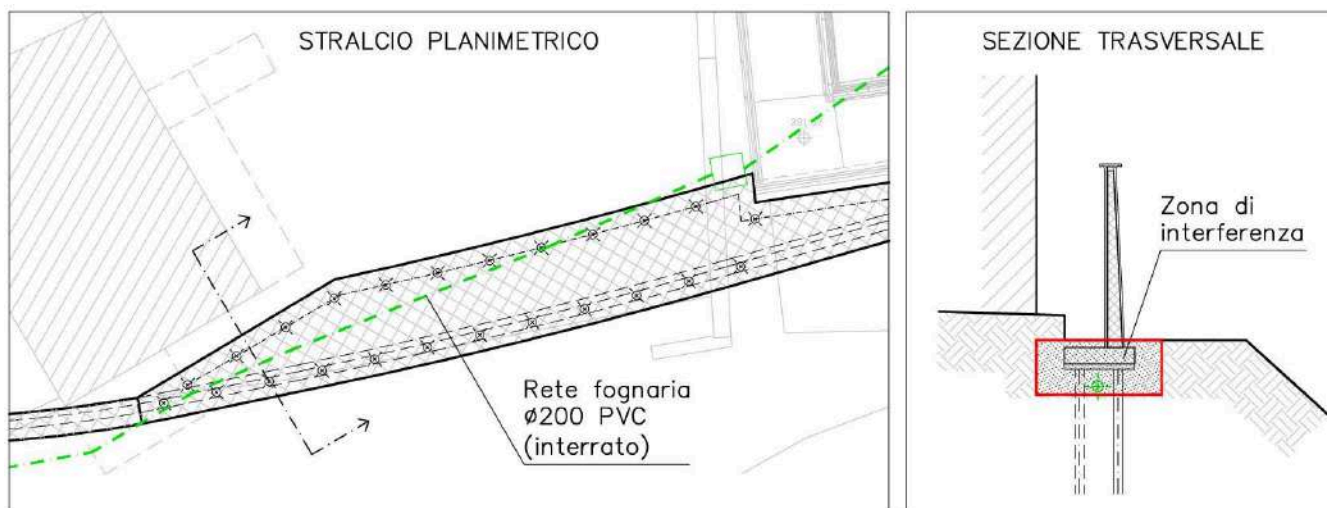 STRALCIO PLANIMETRICO
Rete fognaria
ø200 PVC
(interrato)
SEZIONE TRASVERSALE
Zona di
interferenza